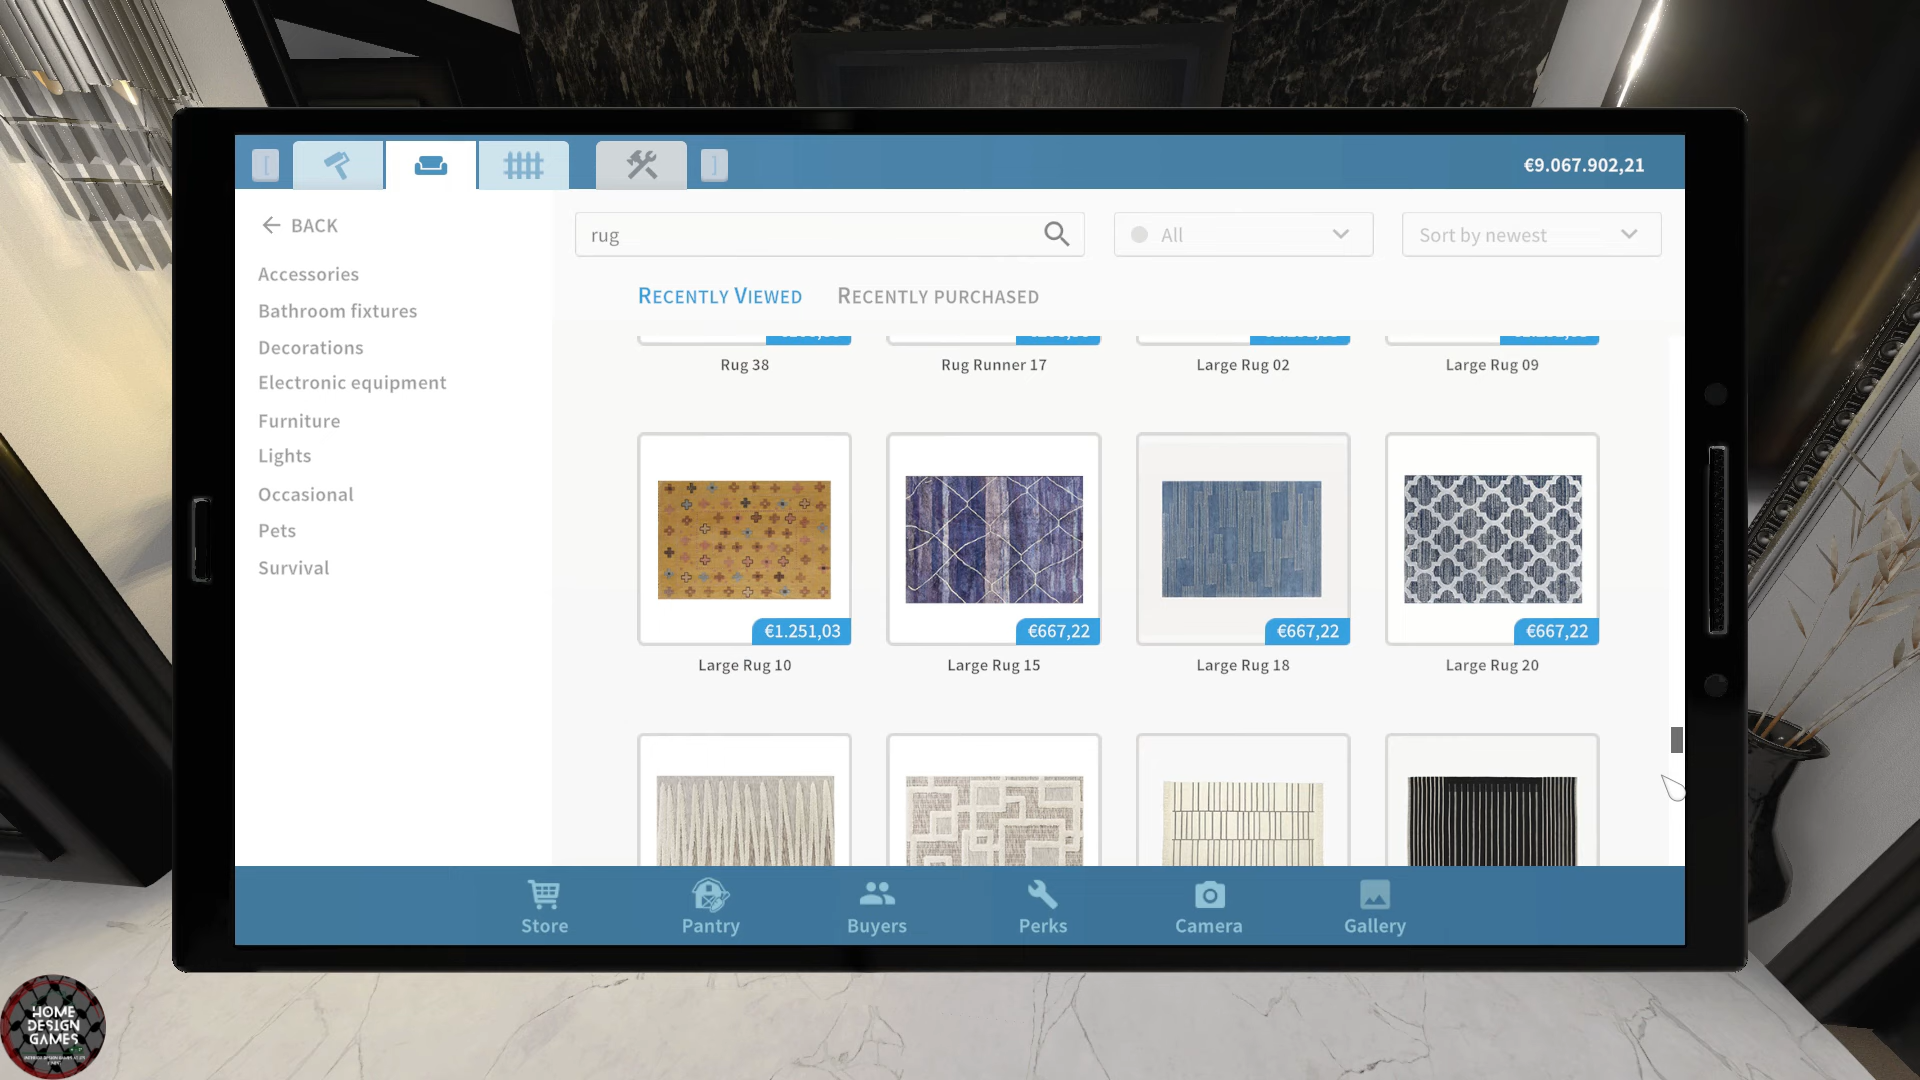 €9.067.902,21
BACK
Accessories
Bathroom fixtures
Decorations
Electronic equipment
Furniture
Lights
Occasional
Pets
Survival
rug
All
Sort by newest
RECENTLY VIEWED
RECENTLY PURCHASED
Rug 38
Rug Runner 17
Large Rug 02
Large Rug 09
€1.251,03
€667,22
€667,22
€667,22
Large Rug 10
Large Rug 15
Large Rug 18
Large Rug 20
Store
Pantry
Buyers
Perks
Camera
Gallery
HOME
DESIGN
GAMES